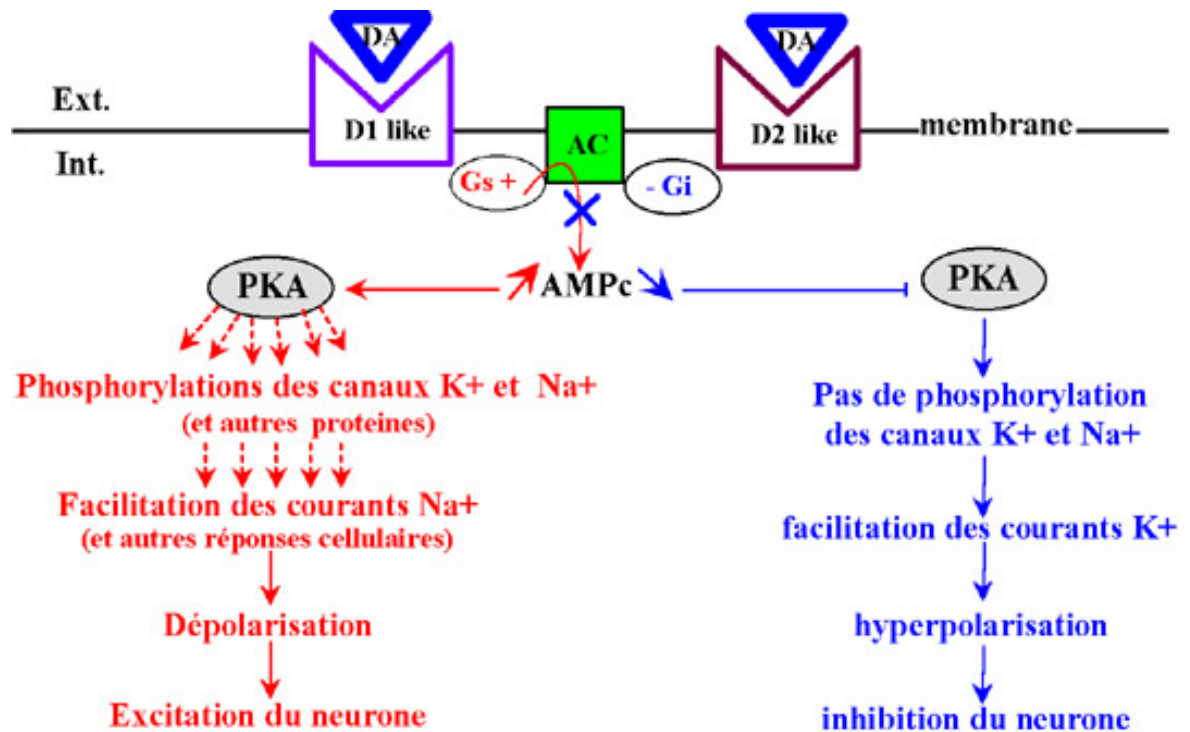 DA
DA
Ext.
D1 like
AC
D2 like
membrane
Int.
Gs +
- Gi
PKA
AMPc
PKA
Phosphorylations des canaux K+ et Na+
(et autres proteines)
Pas de phosphorylation
des canaux K+ et Na+
Facilitation des courants Na+
(et autres réponses cellulaires)
facilitation des courants K+
Dépolarisation
hyperpolarisation
Excitation du neurone
inhibition du neurone